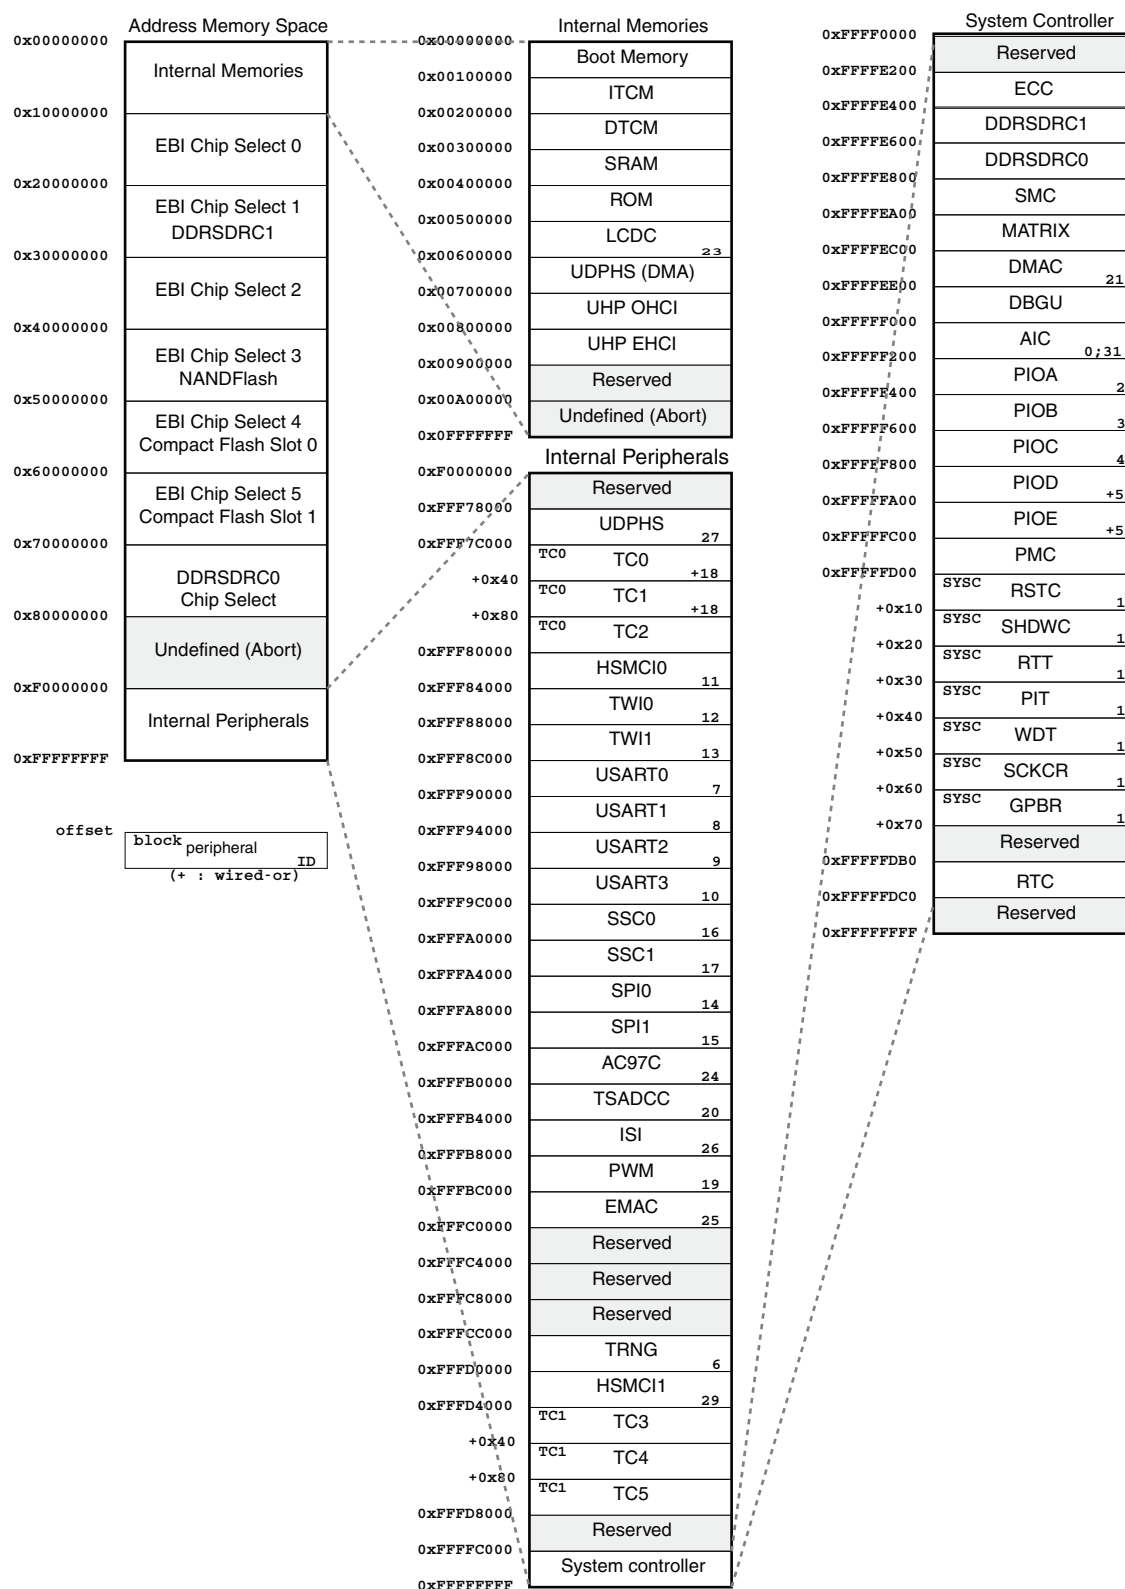 Address Memory Space
0x00000000
Internal Memories
0x10000000
EBI Chip Select 0
0x20000000
EBI Chip Select 1
DDRSDRC1
0x30000000
EBI Chip Select 2
0x40000000
EBI Chip Select 3
NANDFlash
0x50000000
EBI Chip Select 4
Compact Flash Slot 0
0x60000000
EBI Chip Select 5
Compact Flash Slot 1
0x70000000
DDRSDRC0
Chip Select
0x80000000
Undefined (Abort)
0xF0000000
Internal Peripherals
0xFFFFFFFF
offset
block
peripheral
ID
(+ : wired-or)
Internal Memories
0x00000000
Boot Memory
0x00100000
ITCM
0x00200000
DTCM
0x00300000
SRAM
0x00400000
ROM
0x00500000
LCDC
23
0x00600000
UDPHS (DMA)
0x00700000
UHP OHCI
0x00800000
UHP EHCI
0x00900000
Reserved
0x00A00000
Undefined (Abort)
0x0FFFFFFF
Internal Peripherals
0xF0000000
Reserved
0xFFF78000
UDPHS
27
0xFFF7C000
TC0 TC0
+18
+0x40
TC0 TC1
+18
+0x80
TC0 TC2
0xFFF80000
HSMCI0
11
0xFFF84000
TWI0
12
0xFFF88000
TWI1
13
0xFFF8C000
USART0
7
0xFFF90000
USART1
8
0xFFF94000
USART2
9
0xFFF98000
USART3
10
0xFFF9C000
SSC0
16
0xFFFA0000
SSC1
17
0xFFFA4000
SPI0
14
0xFFFA8000
SPI1
15
0xFFFAC000
AC97C
24
0xFFFB0000
TSADCC
20
0xFFFB4000
ISI
26
0xFFFB8000
PWM
19
0xFFFBC000
EMAC
25
0xFFFC0000
Reserved
0xFFFC4000
Reserved
0xFFFC8000
Reserved
0xFFFCC000
TRNG
6
0xFFFD0000
HSMCI1
29
0xFFFD4000
TC1 TC3
+0x40
TC1 TC4
+0x80
TC1 TC5
0xFFFD8000
Reserved
0xFFFFC000
System controller
0xFFFFFFFF
System Controller
0xFFFF0000
Reserved
0xFFFFE200
ECC
0xFFFFE400
DDRSDRC1
0xFFFFE600
DDRSDRC0
0xFFFFE800
SMC
0xFFFFEA00
MATRIX
0xFFFFEC00
DMAC
21
0xFFFFEE00
DBGU
0xFFFFF000
AIC
0;31
0xFFFFF200
PIOA
2
0xFFFFF400
PIOB
3
0xFFFFF600
PIOC
4
0xFFFFF800
PIOD
+5
0xFFFFFA00
PIOE
+5
0xFFFFFC00
PMC
0xFFFFFD00
SYSC RSTC
1
+0x10
SYSC SHDWC
1
+0x20
SYSC RTT
1
+0x30
SYSC PIT
1
+0x40
SYSC WDT
1
+0x50
SYSC SCKCR
1
+0x60
SYSC GPBR
1
+0x70
Reserved
0xFFFFFDB0
RTC
0xFFFFFDC0
Reserved
0xFFFFFFFF